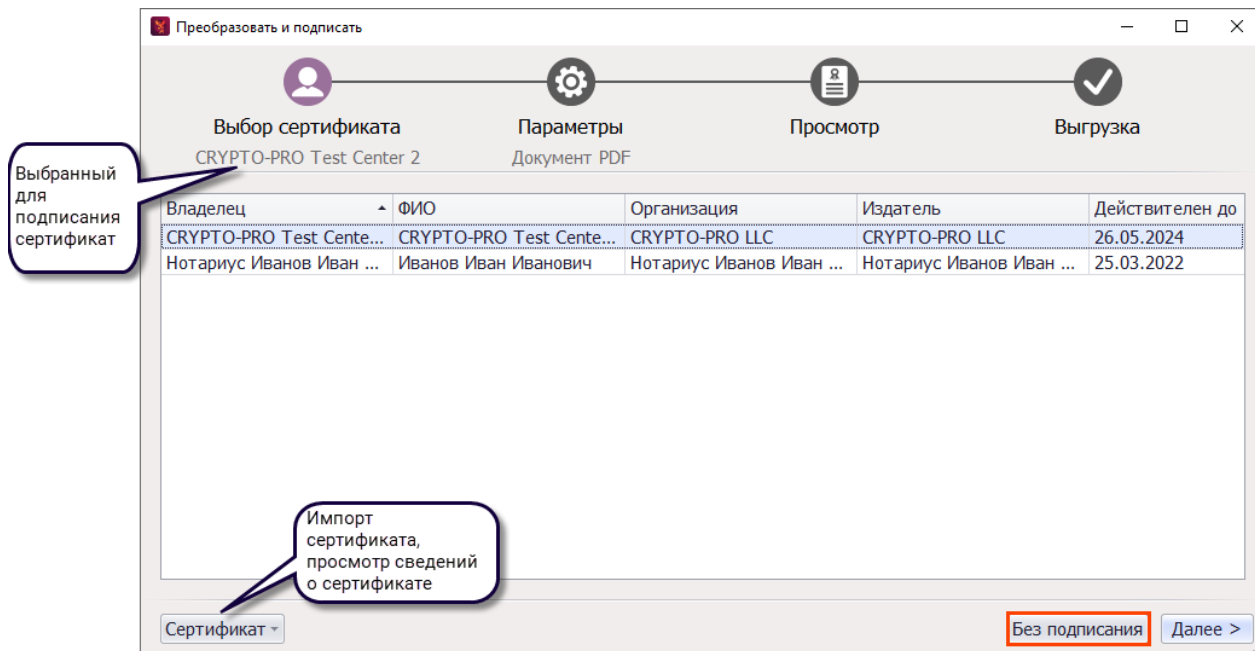 Преобразовать и подписать
Выбор сертификата
Параметры
Просмотр
Выгрузка
CRYPTO-PRO Test Center 2
Документ PDF
Выбранный
для
подписания
сертификат
Владелец ФИО Организация Издатель Действителен до
CRYPTO-PRO Test Cente... CRYPTO-PRO Test Cente... CRYPTO-PRO LLC CRYPTO-PRO LLC 26.05.2024
Нотариус Иванов Иван ... Иванов Иван Иванович Нотариус Иванов Иван ... Нотариус Иванов Иван ... 25.03.2022
Импорт
сертификата,
просмотр сведений
о сертификате
Сертификат
Без подписания
Далее >